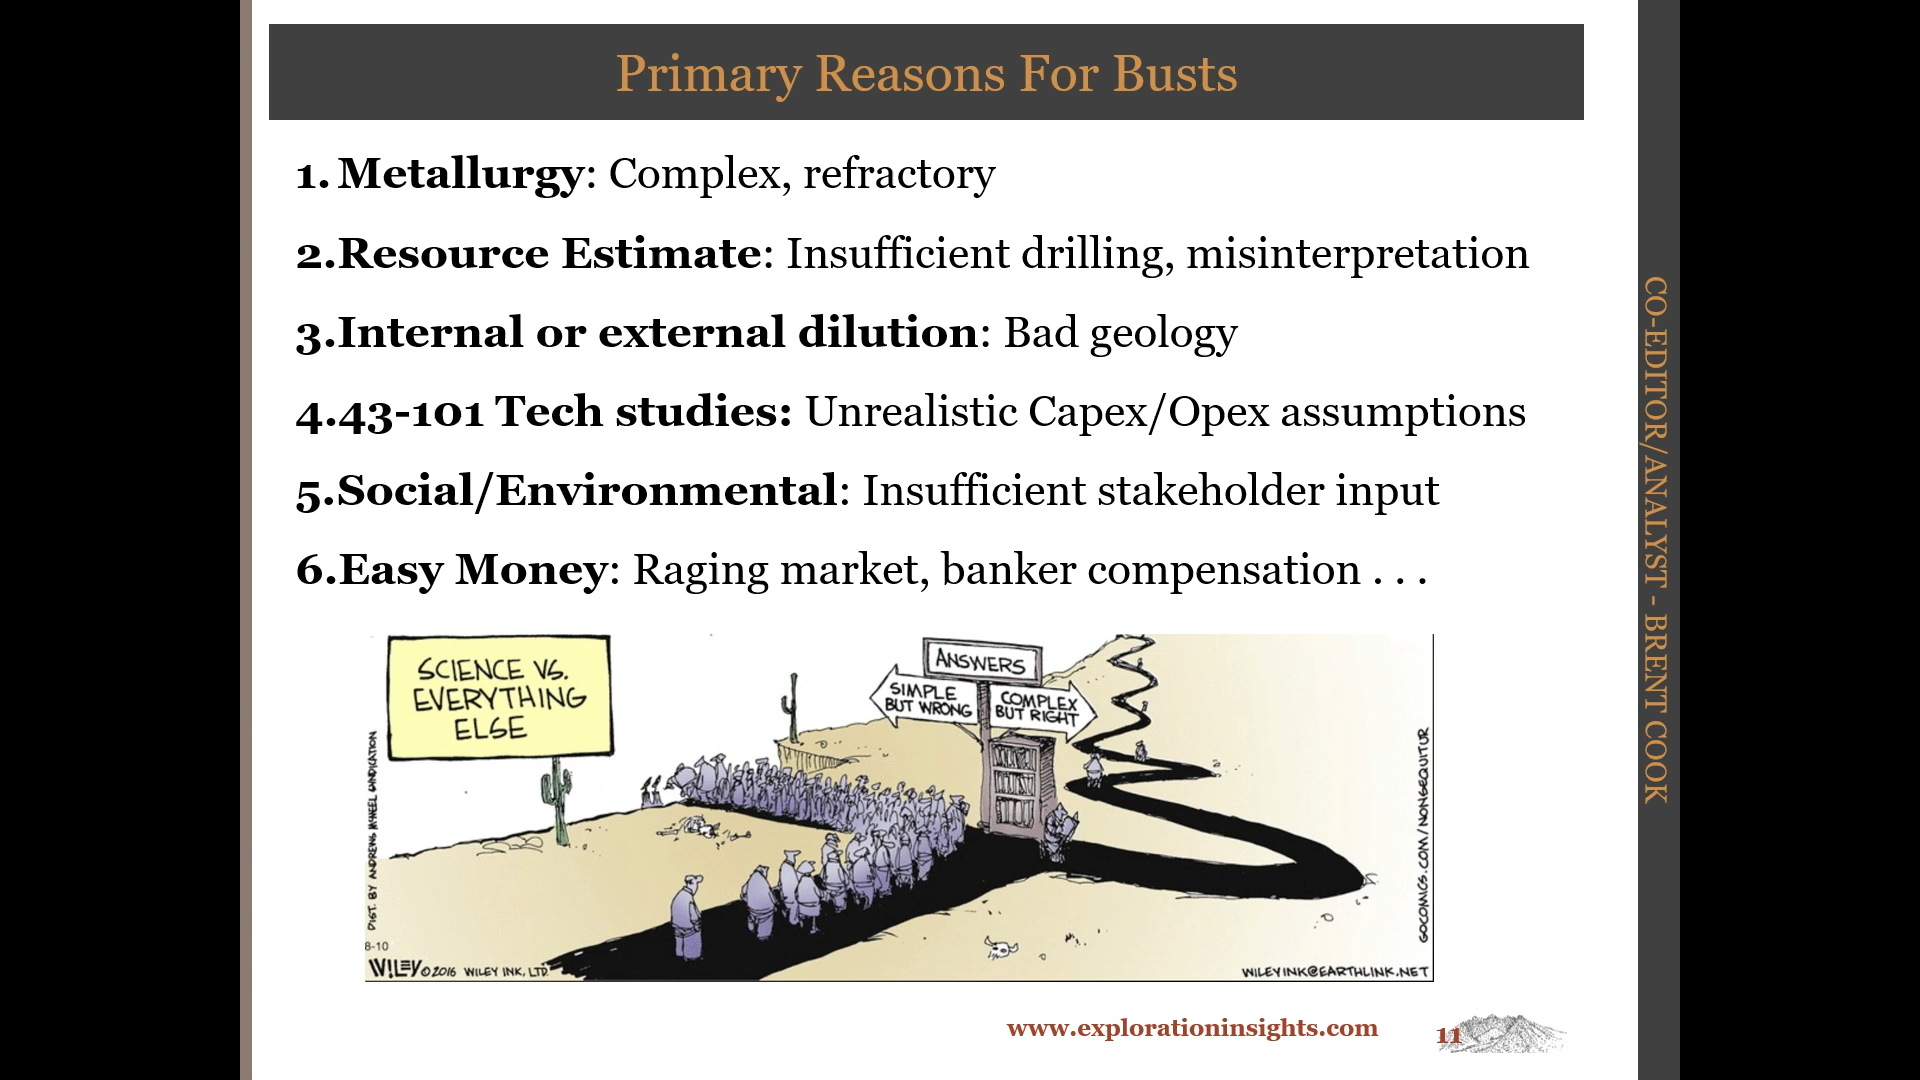 Primary Reasons For Busts
1. Metallurgy: Complex, refractory
2.Resource Estimate: Insufficient drilling, misinterpretation
3.Internal or external dilution: Bad geology
4.43-101 Tech studies: Unrealistic Capex/Opex assumptions
5.Social/Environmental: Insufficient stakeholder input
6.Easy Money: Raging market, banker compensation . . .
SCIENCE VS.
EVERYTHING
ELSE
ANSWERS
SIMPLE
BUT WRONG
COMPLEX
BUT RIGHT
DIST. BY ANDREWS MCMEEL SYNDICATION
8-10
WILEY ©2016 WILEY INK, LTD.
WILEYINK@EARTHLINK.NET
GOCOMICS.COM/NONSEQUITUR
www.explorationinsights.com
11
CO-EDITOR/ANALYST - BRENT COOK